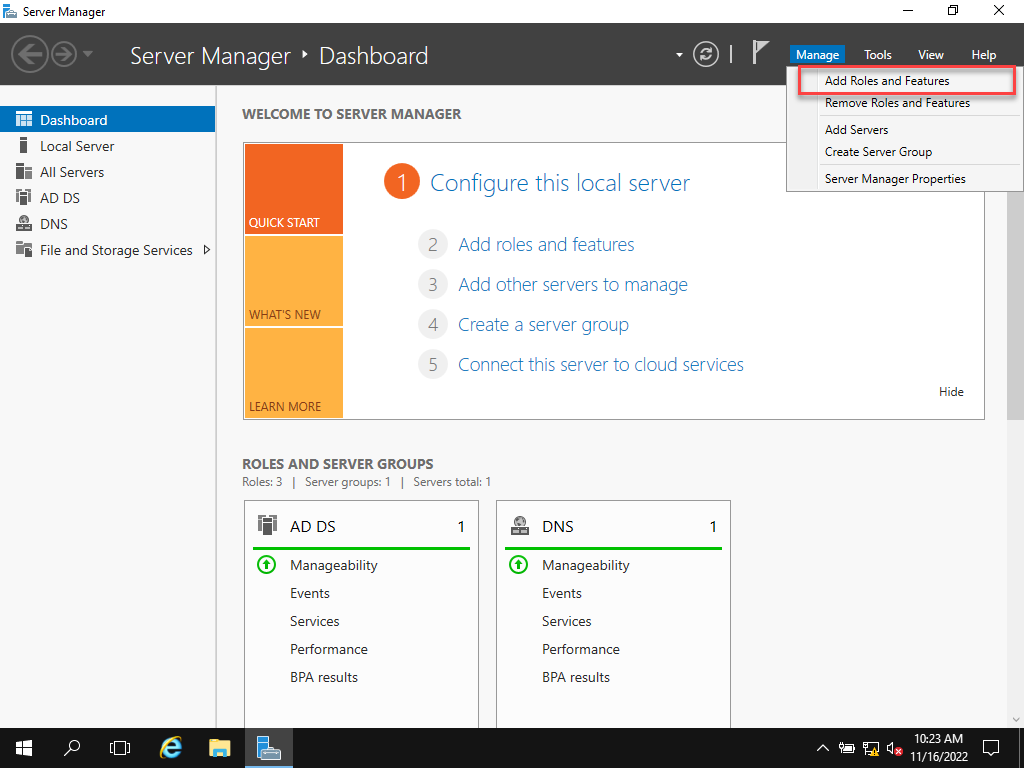 Server Manager
Server Manager ‣ Dashboard
Manage Tools View Help
Add Roles and Features
Remove Roles and Features
Add Servers
Create Server Group
Server Manager Properties
Dashboard
Local Server
All Servers
AD DS
DNS
File and Storage Services
WELCOME TO SERVER MANAGER
QUICK START
WHAT'S NEW
LEARN MORE
1 Configure this local server
2 Add roles and features
3 Add other servers to manage
4 Create a server group
5 Connect this server to cloud services
Hide
ROLES AND SERVER GROUPS
Roles: 3 | Server groups: 1 | Servers total: 1
AD DS 1
Manageability
Events
Services
Performance
BPA results
DNS 1
Manageability
Events
Services
Performance
BPA results
10:23 AM
11/16/2022